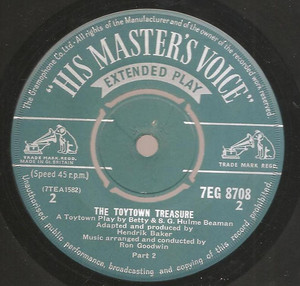 The Gramophone Co. Ltd. · All rights of the Manufacturer and of the owner of the recorded work reserved.
"HIS MASTER'S VOICE"
EXTENDED PLAY
TRADE MARK. REGD.
MADE IN GT. BRITAIN
TRADE MARK. REGD.
(Speed 45 r.p.m.)
(7TEA1582)
2
7EG 8708
2
THE TOYTOWN TREASURE
A Toytown Play by Betty & S. G. Hulme Beaman
Adapted and produced by
Hendrik Baker
Music arranged and conducted by
Ron Goodwin
Part 2
Unauthorised public performance, broadcasting and copying of this record prohibited